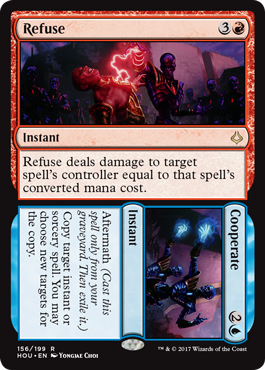 Refuse 3
Instant
Refuse deals damage to target
spell's controller equal to that spell's
converted mana cost.
Cooperate 2
Instant
Aftermath (Cast this
spell only from your
graveyard. Then exile it.)
Copy target instant or
sorcery spell. You may
choose new targets for
the copy.
156/199 R
HOU • EN YONGJAE CHOI
™ & © 2017 Wizards of the Coast